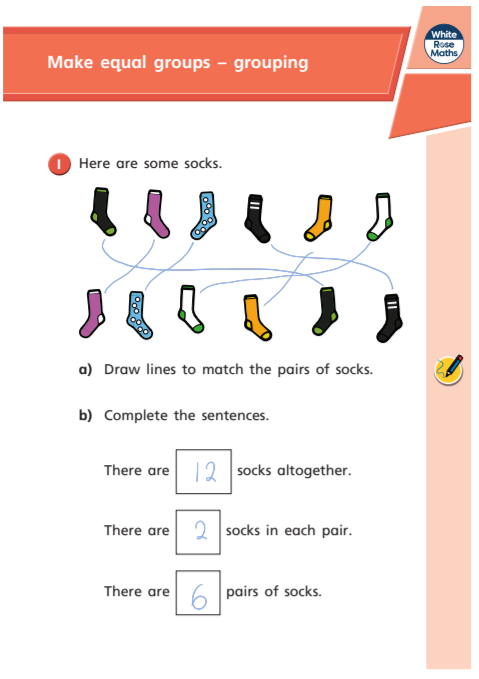 White
Rose
Maths
Make equal groups – grouping
1 Here are some socks.
a) Draw lines to match the pairs of socks.
b) Complete the sentences.
There are 12 socks altogether.
There are 2 socks in each pair.
There are 6 pairs of socks.